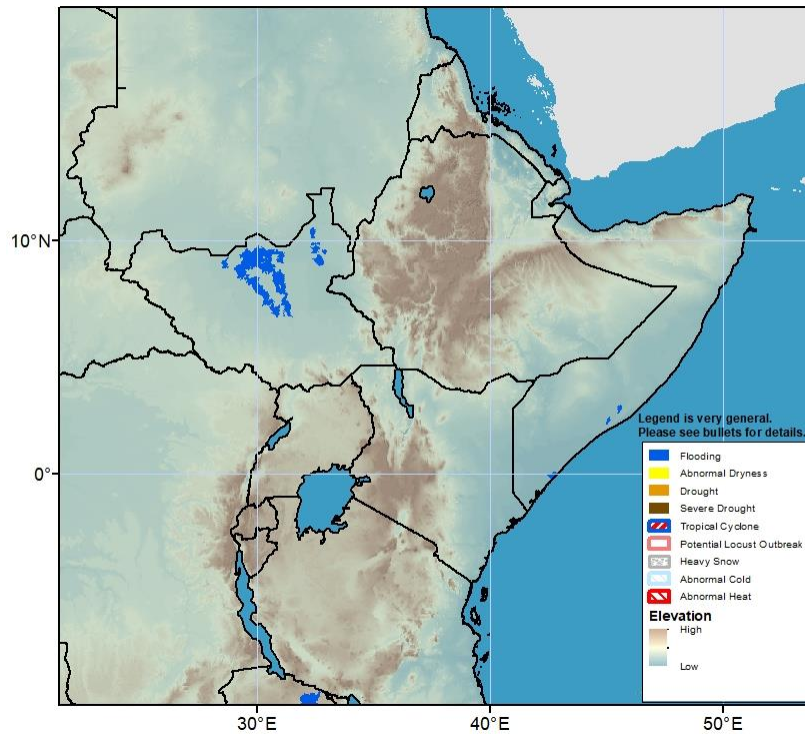 10°N
0°
30°E
40°E
50°E
Legend is very general.
Please see bullets for details.
Flooding
Abnormal Dryness
Drought
Severe Drought
Tropical Cyclone
Potential Locust Outbreak
Heavy Snow
Abnormal Cold
Abnormal Heat
Elevation
High
Low